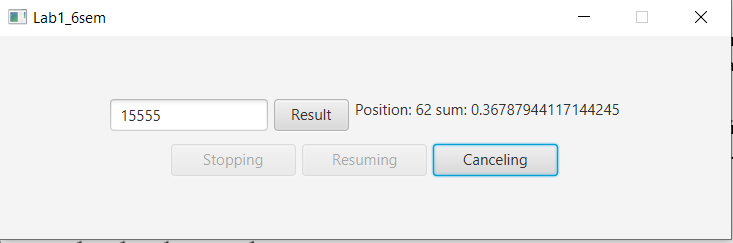 Lab1_6sem
15555 Result Position: 62 sum: 0.36787944117144245
Stopping Resuming Canceling